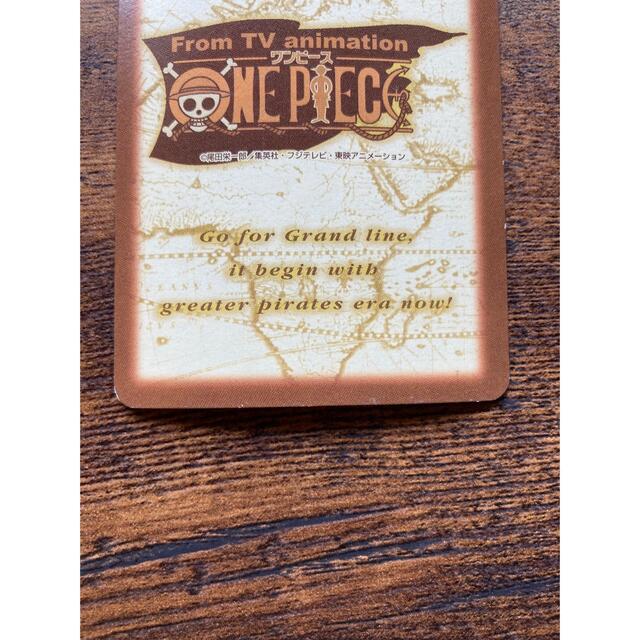 From TV animation
ワンピース
ONE PIECE
©尾田栄一郎／集英社・フジテレビ・東映アニメーション
Go for Grand line,
it begin with
greater pirates era now!